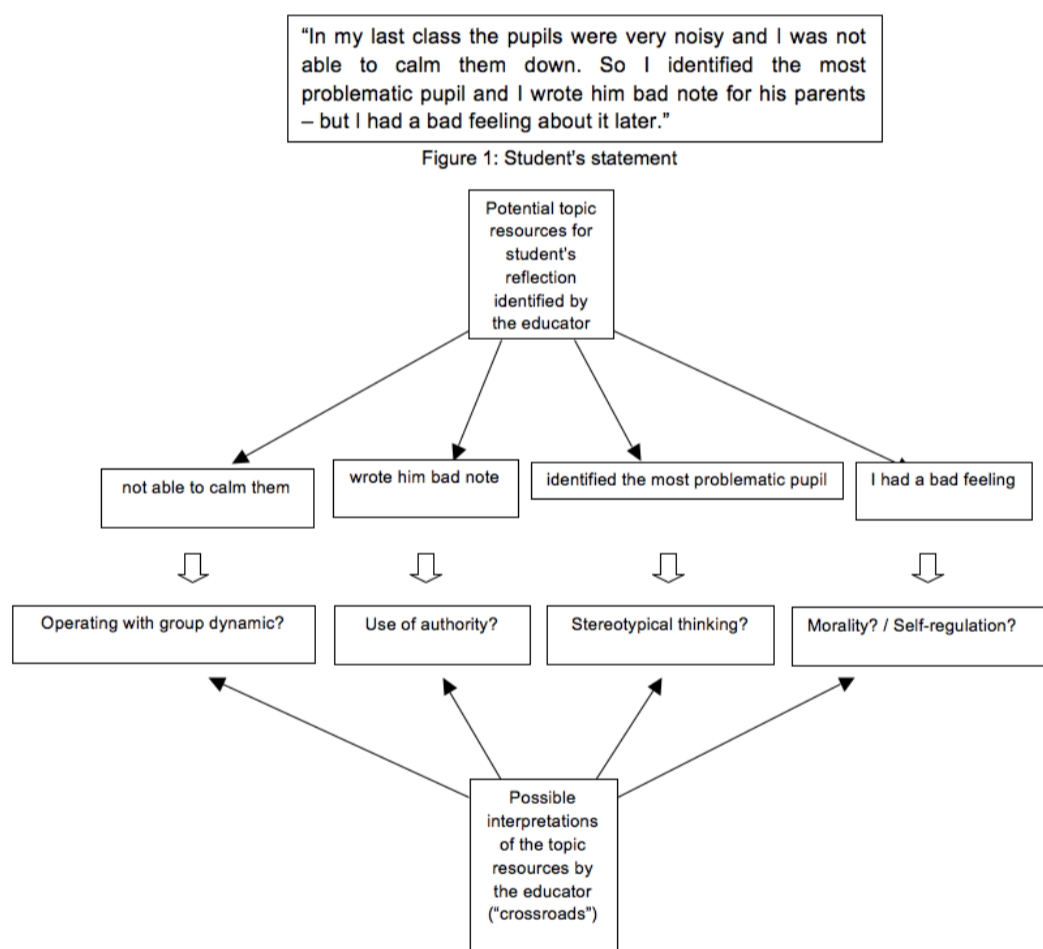 “In my last class the pupils were very noisy and I was not
able to calm them down. So I identified the most
problematic pupil and I wrote him bad note for his parents
– but I had a bad feeling about it later.”
Figure 1: Student's statement
Potential topic
resources for
student's
reflection
identified by
the educator
not able to calm them
wrote him bad note
identified the most problematic pupil
I had a bad feeling
Operating with group dynamic?
Use of authority?
Stereotypical thinking?
Morality? / Self-regulation?
Possible
interpretations
of the topic
resources by
the educator
(“crossroads”)